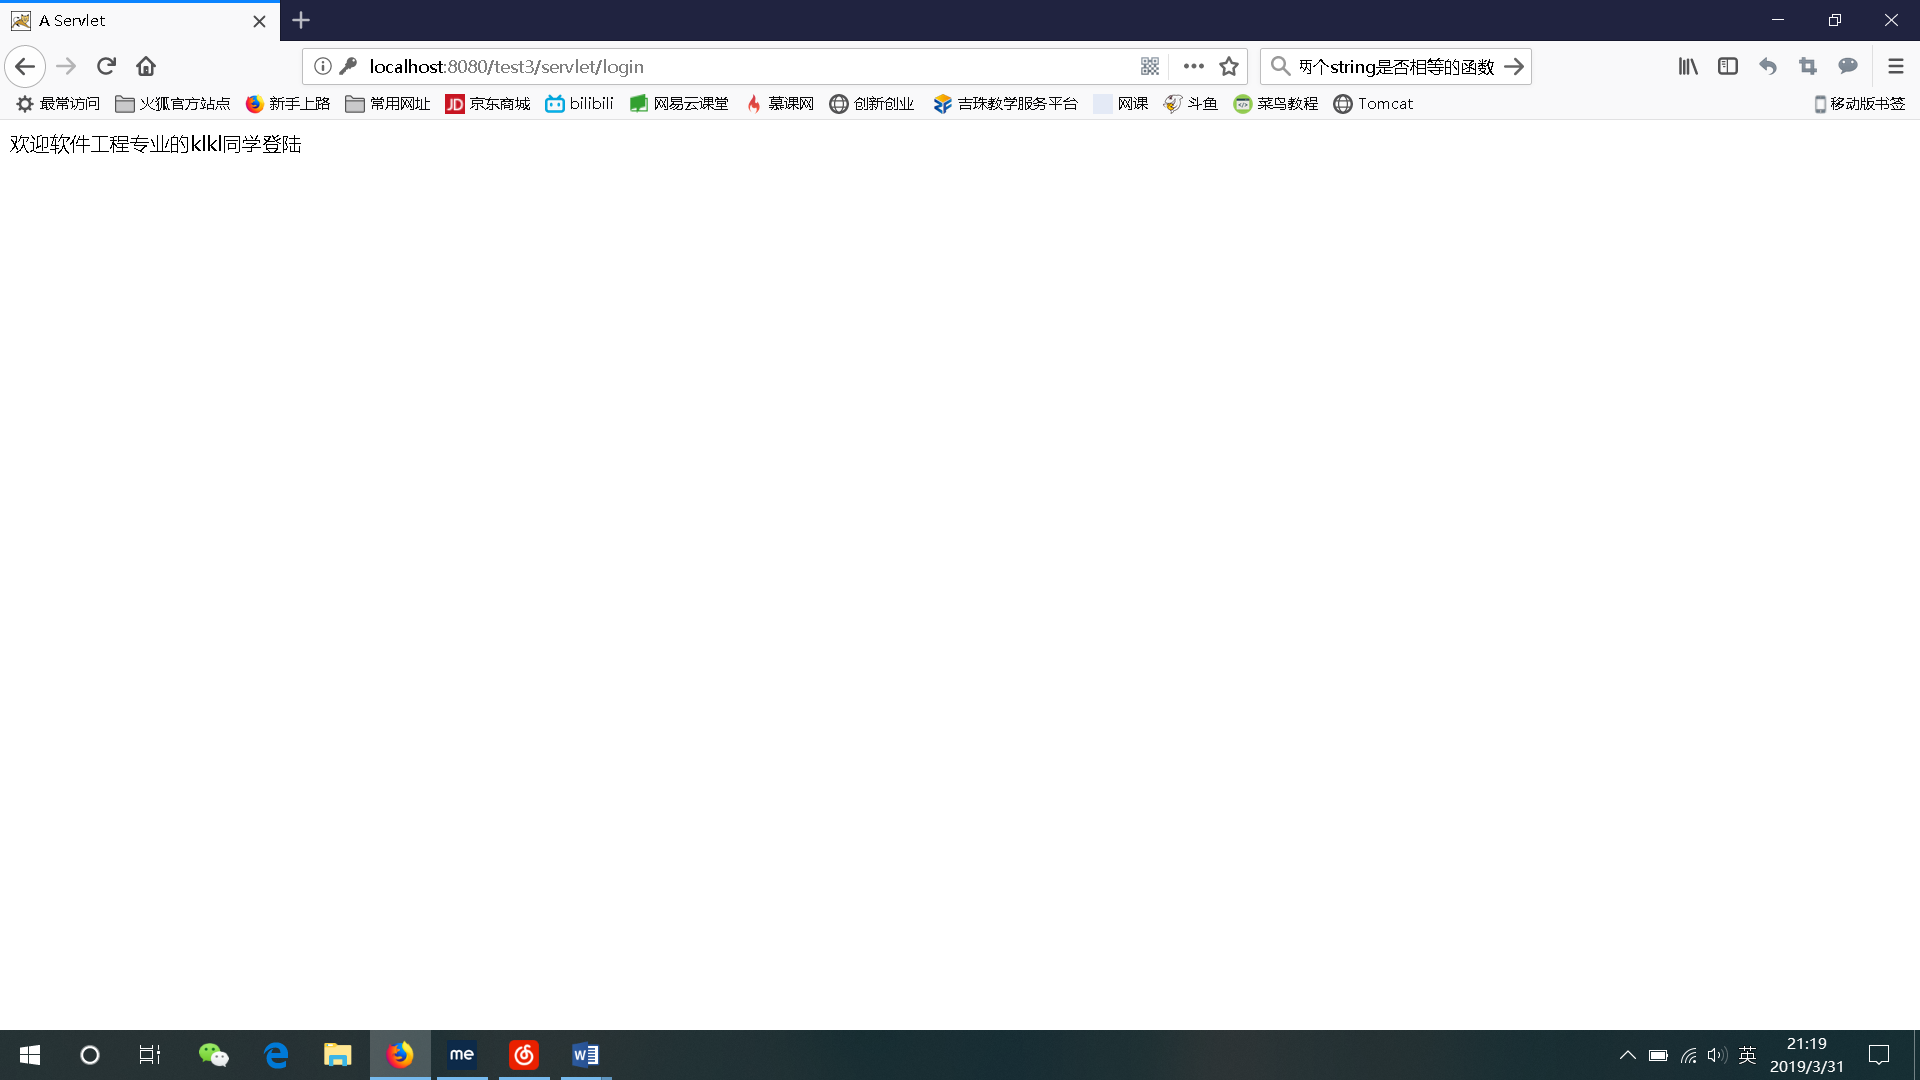 A Servlet
localhost:8080/test3/servlet/login
两个string是否相等的函数
最常访问 火狐官方站点 新手上路 常用网址 JD 京东商城 bilibili 网易云课堂 慕课网 创新创业 吉珠教学服务平台 网课 斗鱼 菜鸟教程 Tomcat 移动版书签
欢迎软件工程专业的klkl同学登陆
me
W
英
21:19
2019/3/31